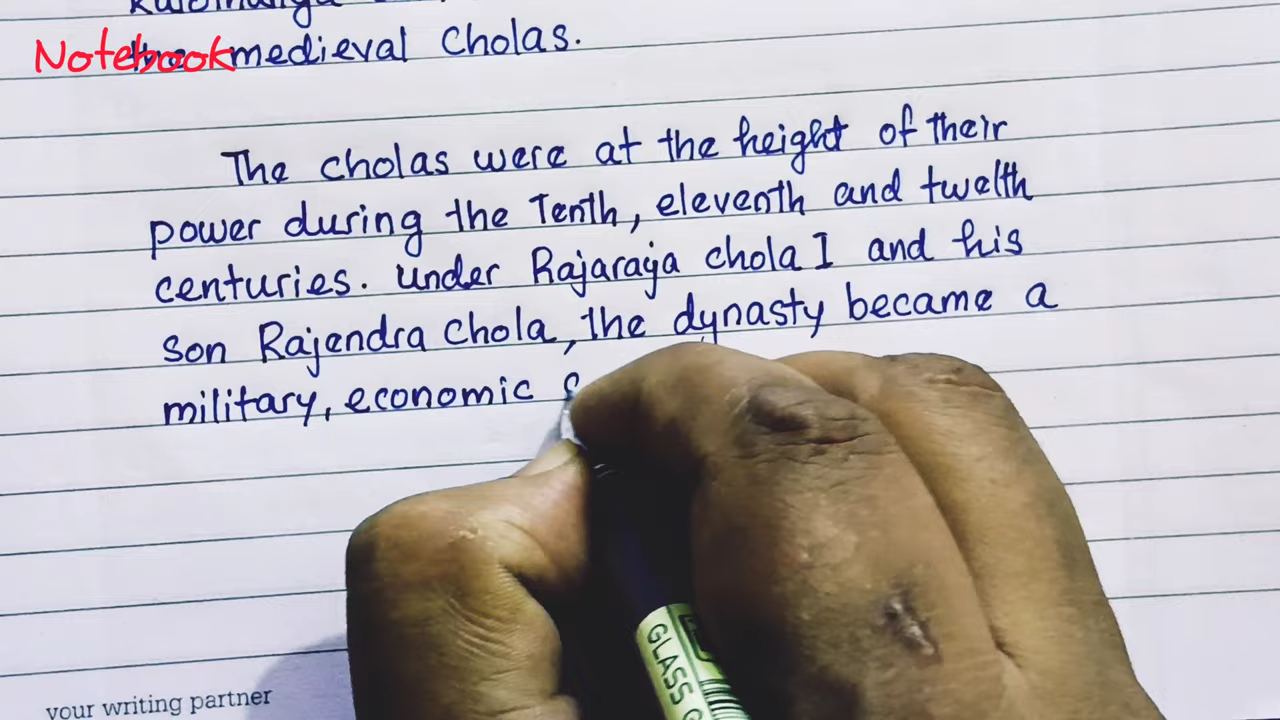 Notebook
the medieval Cholas.
The cholas were at the height of their
power during the Tenth, eleventh and twelth
centuries. under Rajaraja chola I and his
son Rajendra Chola, the dynasty became a
military, economic
GLASS
your writing partner